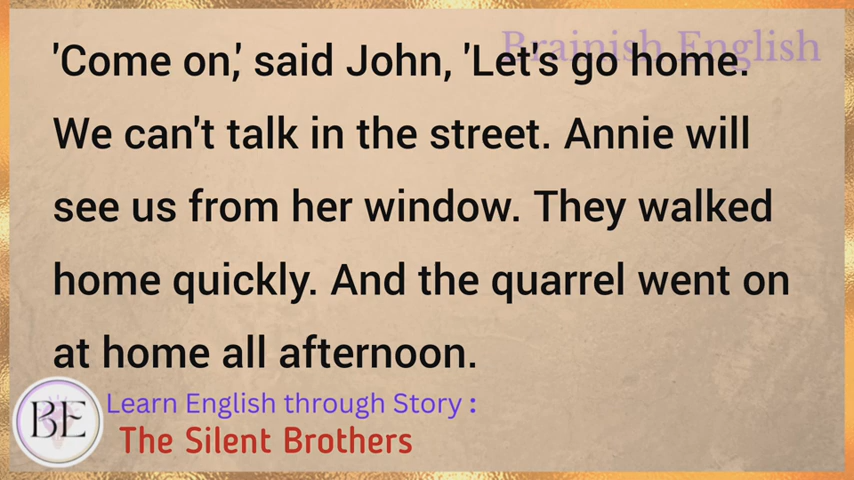 Brainish English
'Come on,' said John, 'Let's go home.
We can't talk in the street. Annie will
see us from her window. They walked
home quickly. And the quarrel went on
at home all afternoon.
BE
Learn English through Story :
The Silent Brothers